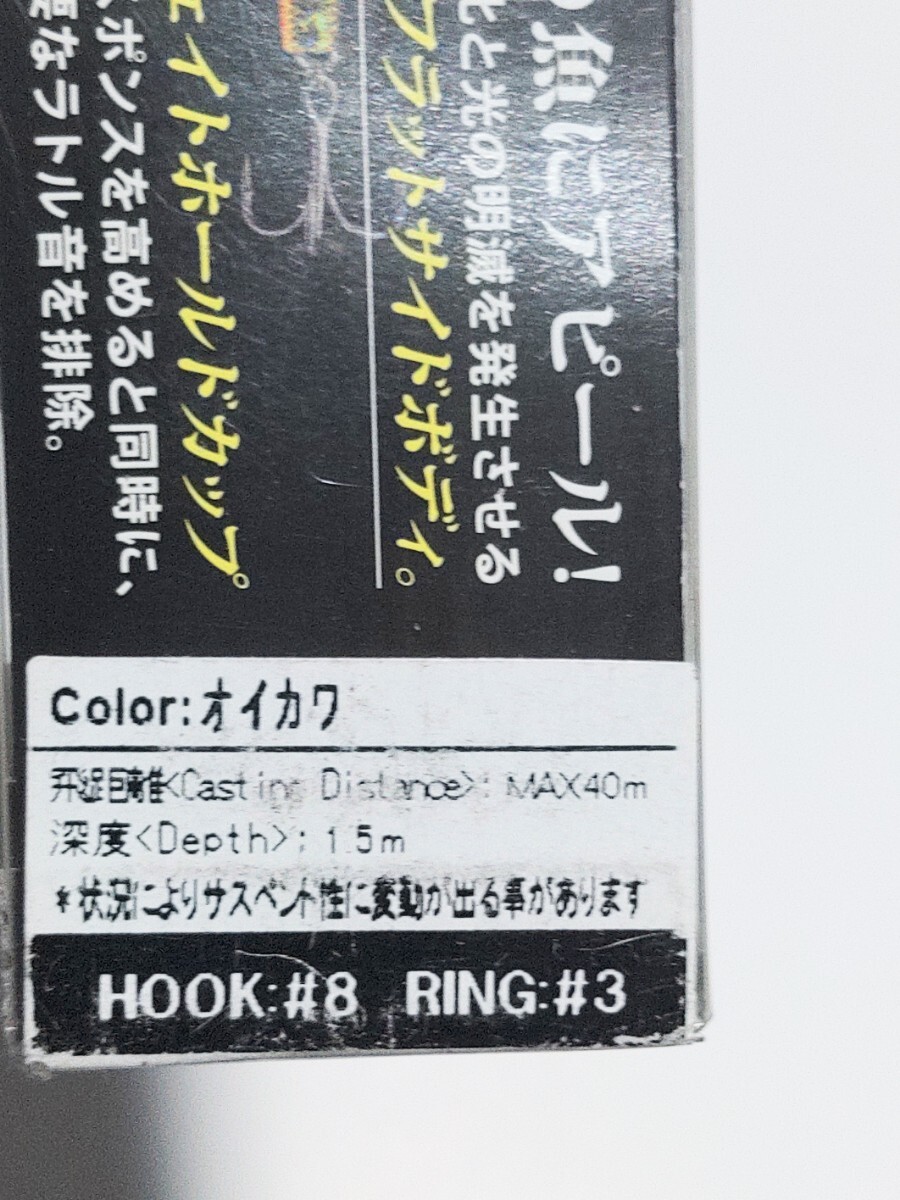 魚にアピール!
と光の明滅を発生させる
フラットサイドボディ。
イトホールドカップ。
ポンスを高めると同時に、
なラトル音を排除。
Color:オイカワ
飛距離<Casting Distance>: MAX40m
深度<Depth>: 1.5m
*状況によりサスペンド性に変動が出る事があります
HOOK:#8 RING:#3